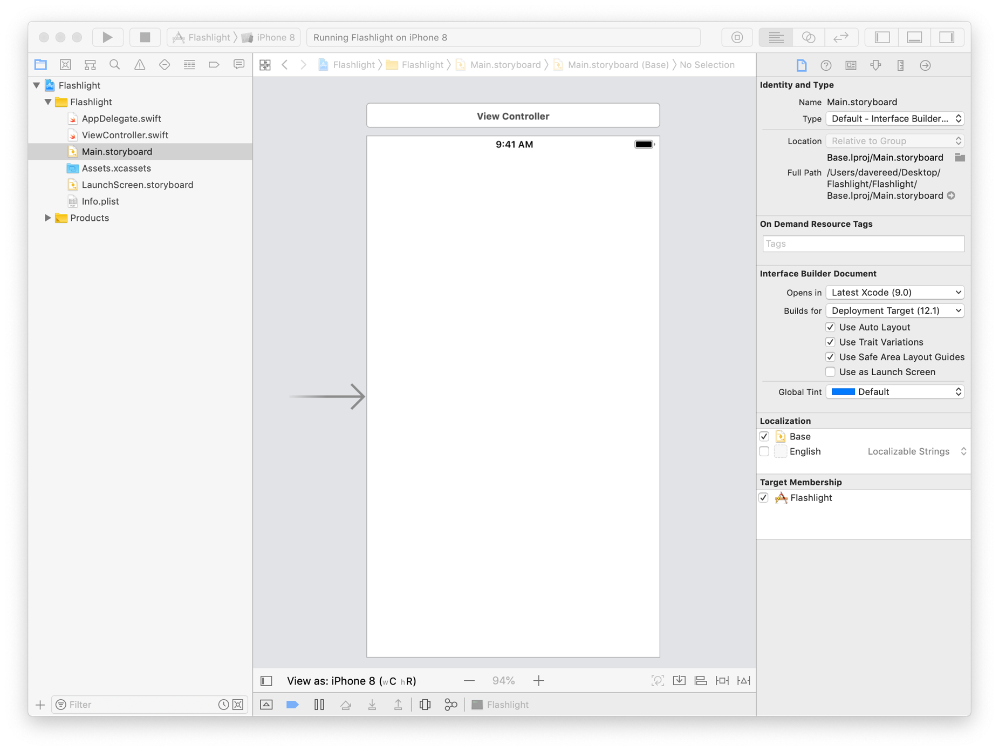 Flashlight iPhone 8
Running Flashlight on iPhone 8
Flashlight Flashlight Main.storyboard Main.storyboard (Base) No Selection
Flashlight
Flashlight
AppDelegate.swift
ViewController.swift
Main.storyboard
Assets.xcassets
LaunchScreen.storyboard
Info.plist
Products
Filter
View Controller
9:41 AM
View as: iPhone 8 (wC hR)
94%
Flashlight
Identity and Type
Name Main.storyboard
Type Default - Interface Builder...
Location Relative to Group
Base.lproj/Main.storyboard
Full Path /Users/davereed/Desktop/
Flashlight/Flashlight/
Base.lproj/Main.storyboard
On Demand Resource Tags
Tags
Interface Builder Document
Opens in Latest Xcode (9.0)
Builds for Deployment Target (12.1)
Use Auto Layout
Use Trait Variations
Use Safe Area Layout Guides
Use as Launch Screen
Global Tint Default
Localization
Base
English Localizable Strings
Target Membership
Flashlight